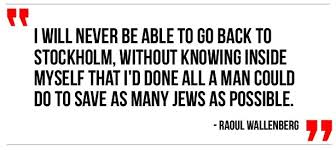 I WILL NEVER BE ABLE TO GO BACK TO
STOCKHOLM, WITHOUT KNOWING INSIDE
MYSELF THAT I'D DONE ALL A MAN COULD
DO TO SAVE AS MANY JEWS AS POSSIBLE.
- RAOUL WALLENBERG